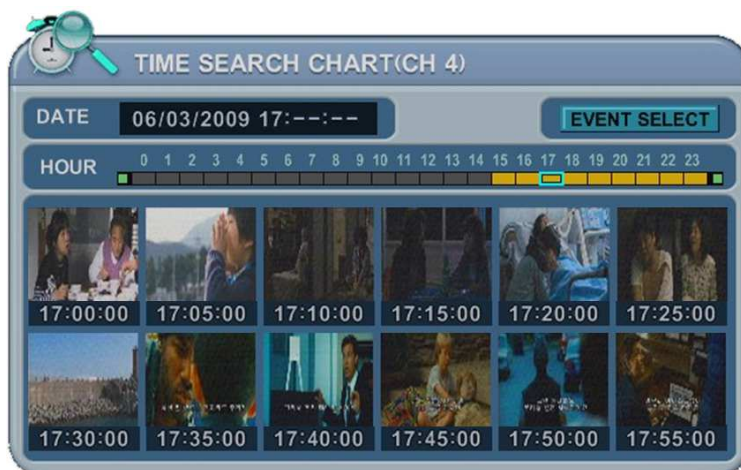 TIME SEARCH CHART(CH 4)
DATE 06/03/2009 17:--:-- EVENT SELECT
HOUR 0 1 2 3 4 5 6 7 8 9 10 11 12 13 14 15 16 17 18 19 20 21 22 23
17:00:00 17:05:00 17:10:00 17:15:00 17:20:00 17:25:00
17:30:00 17:35:00 17:40:00 17:45:00 17:50:00 17:55:00